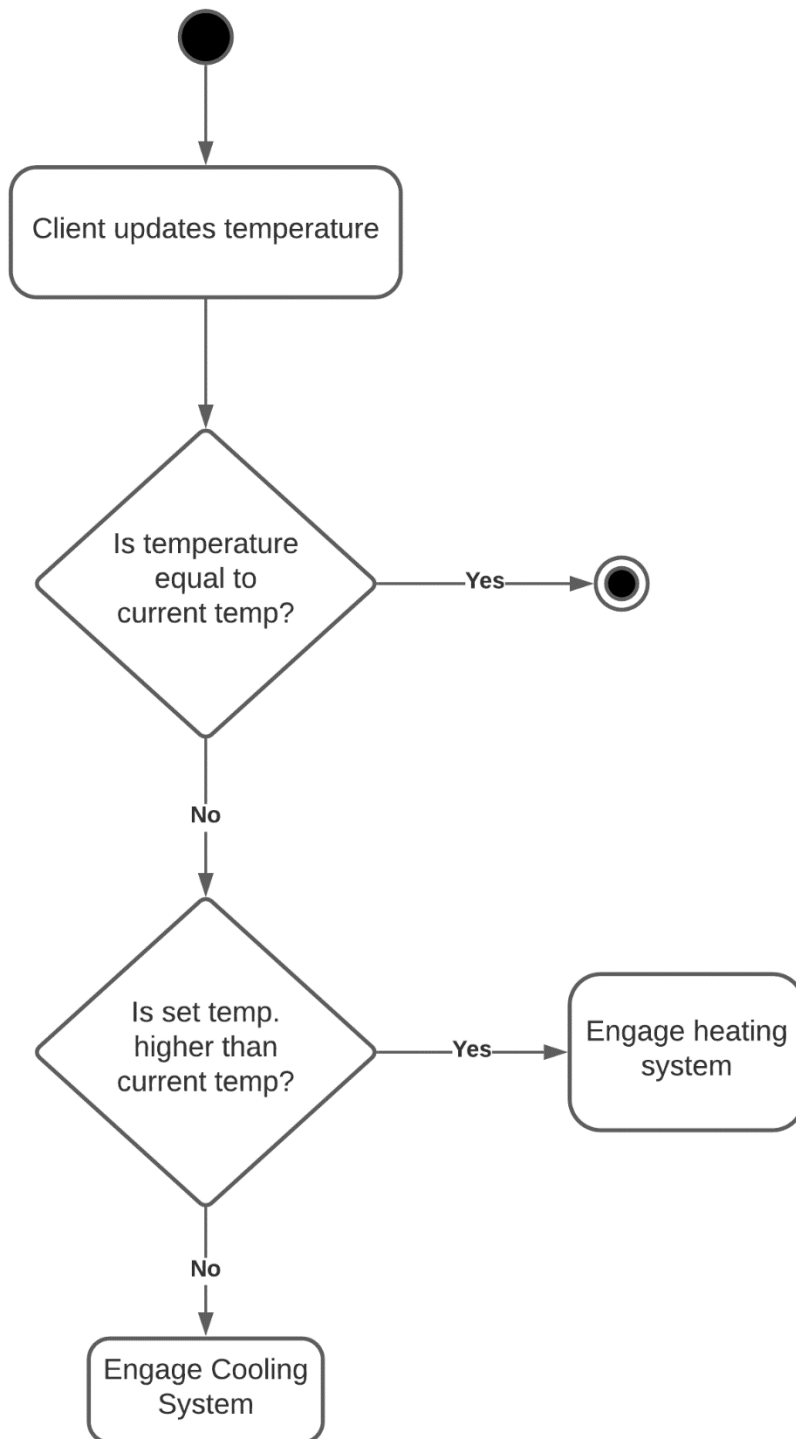 Client updates temperature
Is temperature
equal to
current temp?
Yes
No
Is set temp.
higher than
current temp?
Yes
Engage heating
system
No
Engage Cooling
System